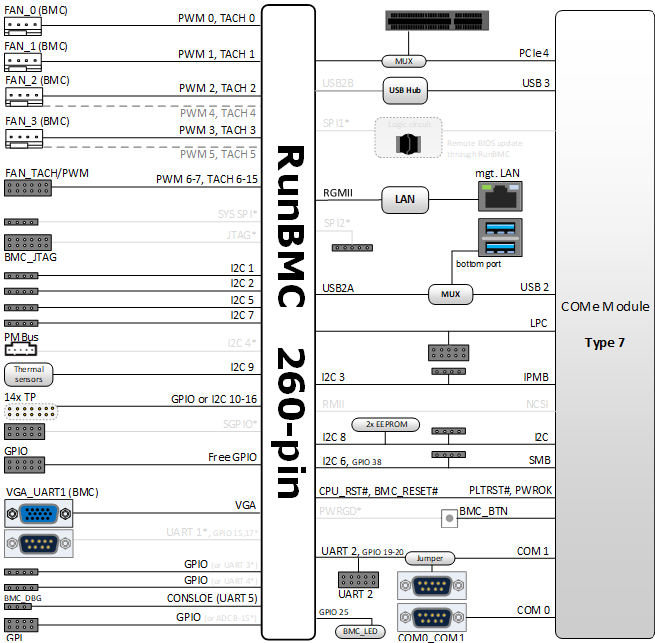 FAN_0 (BMC)
PWM 0, TACH 0
FAN_1 (BMC)
PWM 1, TACH 1
FAN_2 (BMC)
PWM 2, TACH 2
PWM 4, TACH 4
FAN_3 (BMC)
PWM 3, TACH 3
PWM 5, TACH 5
FAN_TACH/PWM
PWM 6-7, TACH 6-15
SYS SPI*
JTAG*
BMC_JTAG
I2C 1
I2C 2
I2C 5
I2C 7
PMBus
I2C 4*
Thermal
sensors
I2C 9
14x TP
GPIO or I2C 10-16
SGPIO*
GPIO
Free GPIO
VGA_UART1 (BMC)
VGA
UART 1*, GPIO 15,17*
GPIO (or UART 3*)
GPIO (or UART 4*)
BMC_DBG
CONSLOE (UART 5)
GPIO (or ADC 8-15*)
GPI
RunBMC 260-pin
MUX
PCIe 4
USB2B
USB Hub
USB 3
SPI1*
Logic circuit
Remote BIOS update
through RunBMC
mgt. LAN
RGMII
LAN
SPI2*
bottom port
USB2A
MUX
USB 2
LPC
I2C 3
IPMB
RMII
NCSI
2x EEPROM
I2C 8
I2C
I2C 6, GPIO 38
SMB
CPU_RST#, BMC_RESET#
PLTRST#, PWROK
PWRGD*
BMC_BTN
UART 2, GPIO 19-20
Jumper
COM 1
UART 2
GPIO 25
COM 0
BMC_LED
COM0_COM1
COMe Module
Type 7